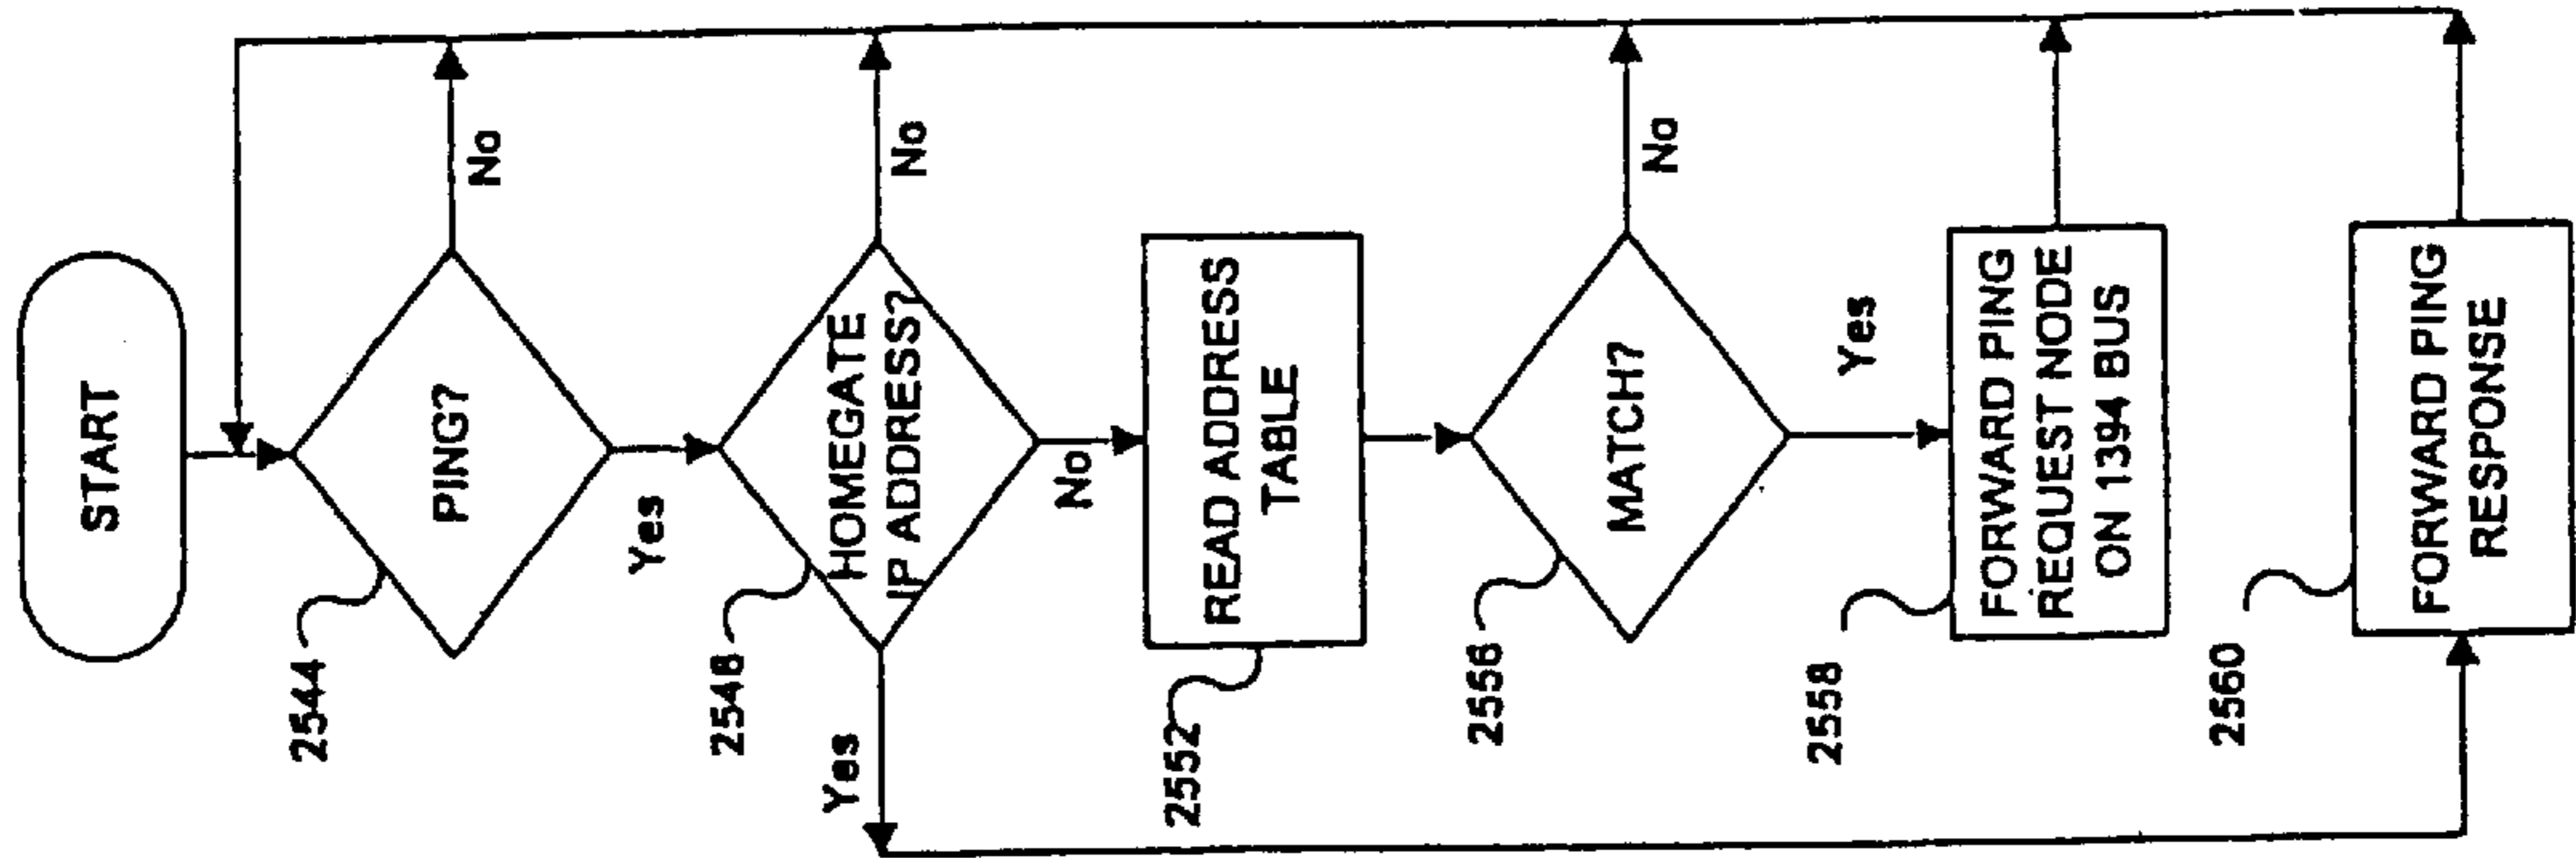 START
PING?
2544
No
Yes
HOMEGATE
IP ADDRESS?
2548
No
No
Yes
READ ADDRESS
TABLE
2552
MATCH?
2556
No
Yes
FORWARD PING
REQUEST NODE
ON 1394 BUS
2558
FORWARD PING
RESPONSE
2560